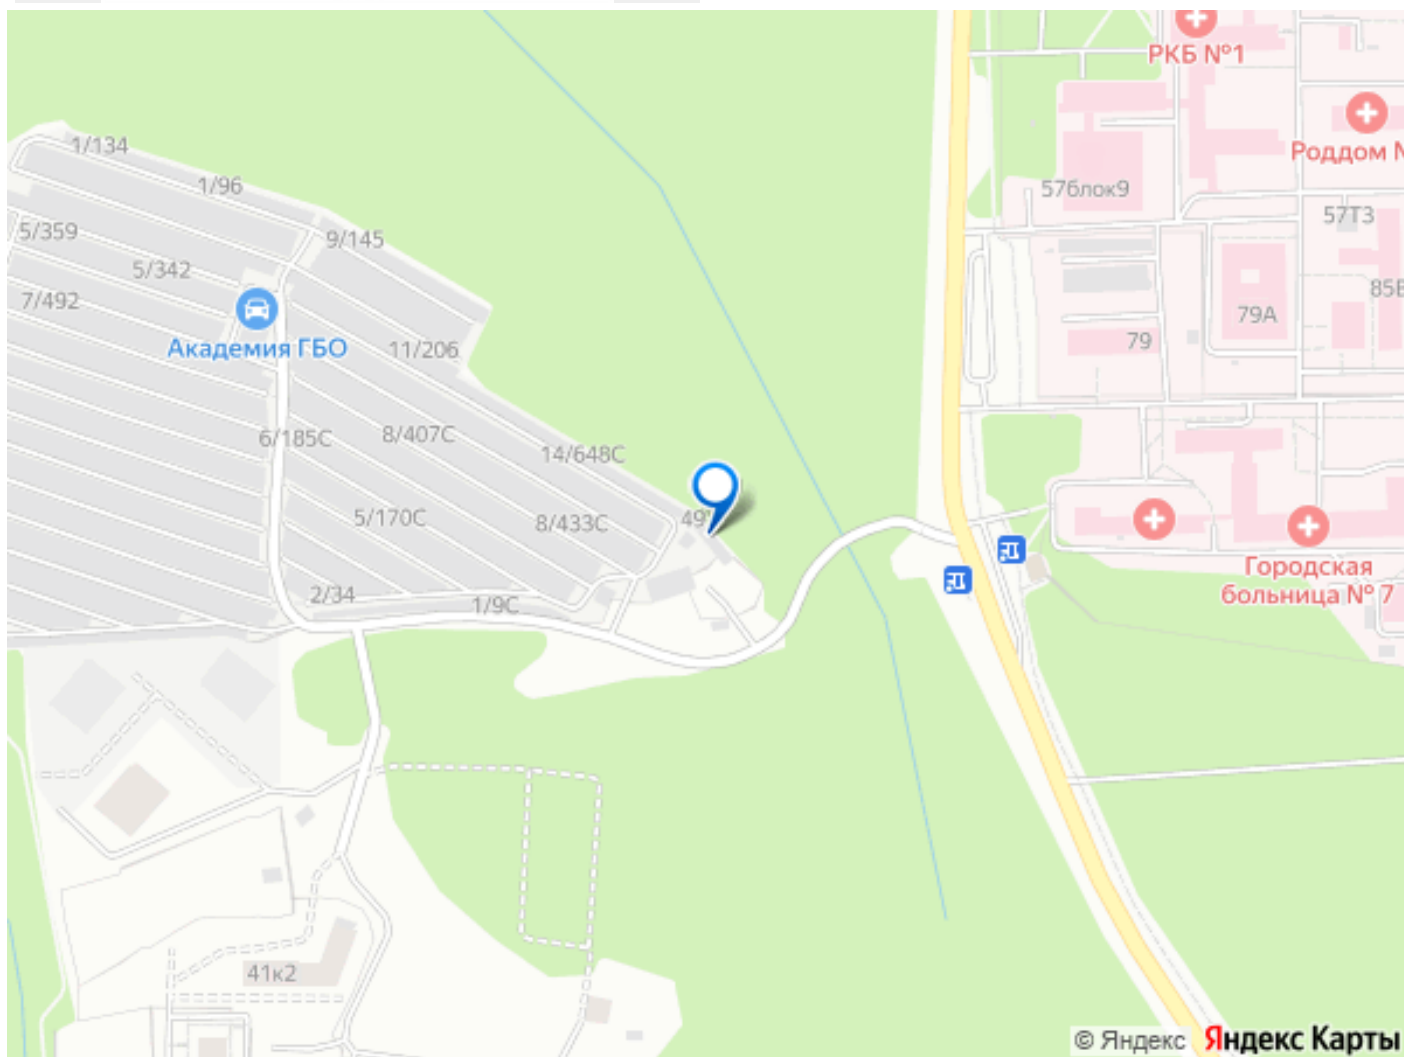 РКБ №1
Роддом №
1/134
1/96
57блок9
57Т3
5/359
9/145
5/342
85В
7/492
79А
79
Академия ГБО
11/206
6/185С
8/407С
14/648С
5/170С
8/433С
Городская
больница № 7
2/34
1/9С
41к2
© Яндекс Яндекс Карты